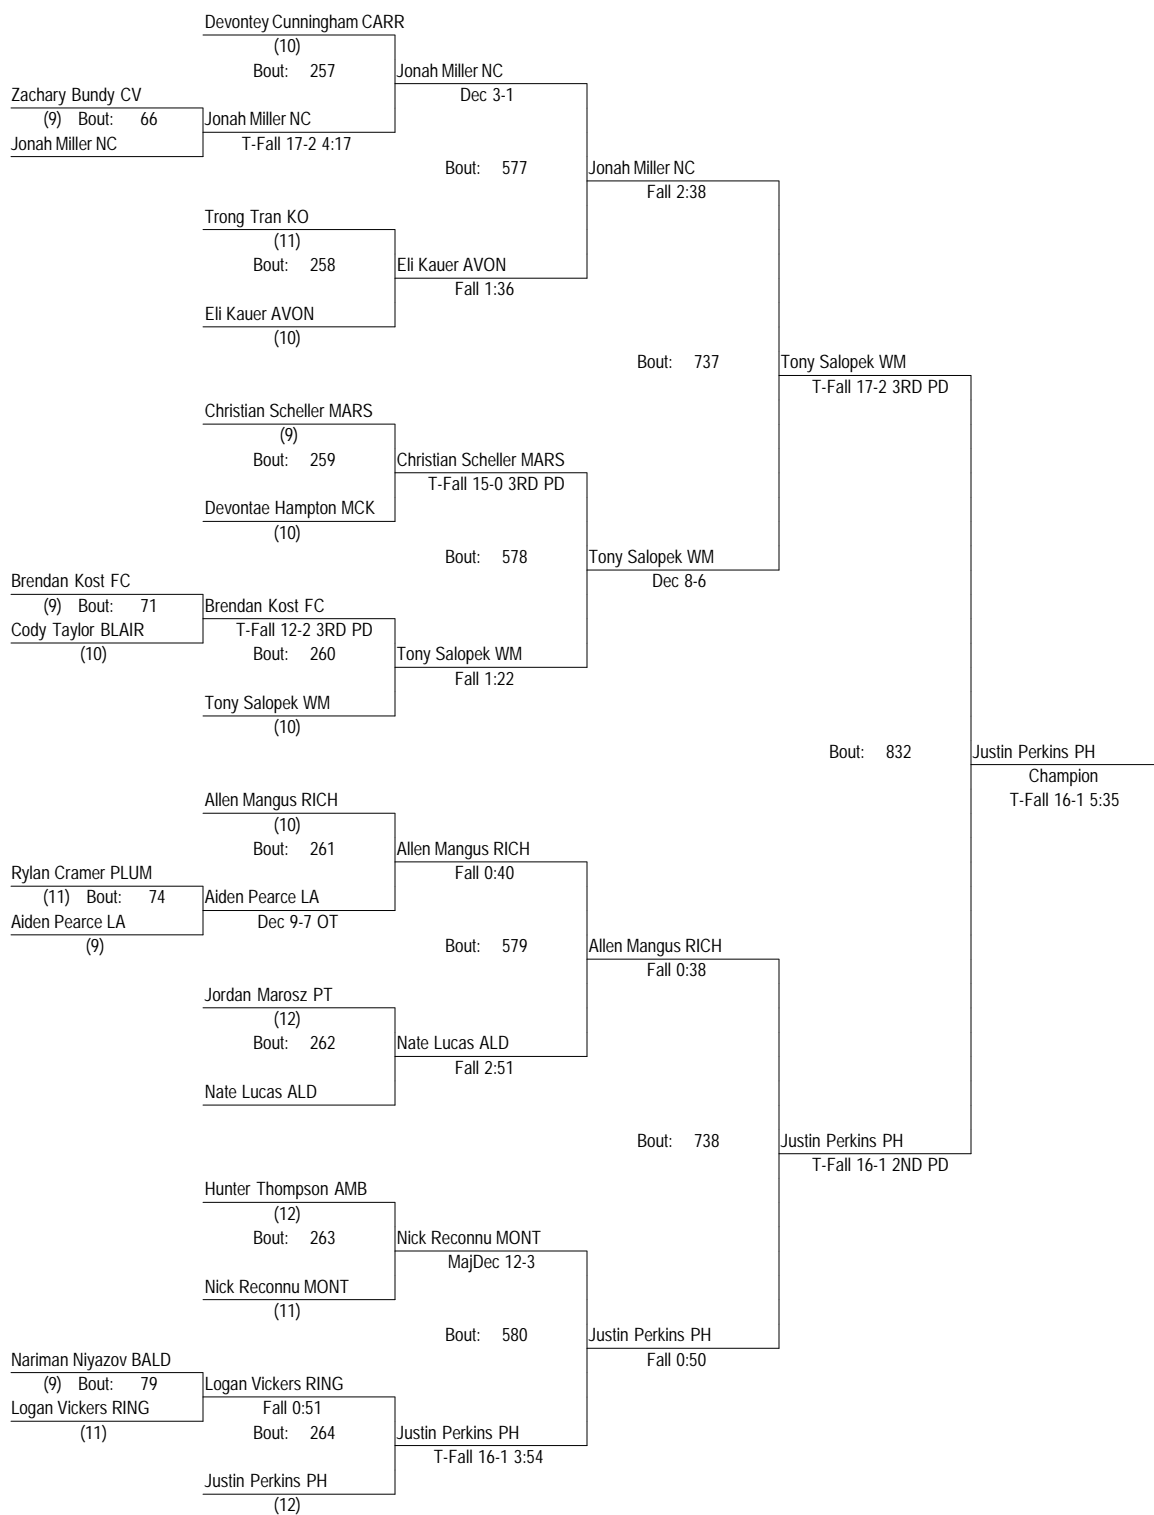 Devontey Cunningham CARR
(10)
Bout: 257
Jonah Miller NC
Dec 3-1
Zachary Bundy CV
(9) Bout: 66
Jonah Miller NC
Jonah Miller NC
T-Fall 17-2 4:17
Bout: 577
Jonah Miller NC
Fall 2:38
Trong Tran KO
(11)
Bout: 258
Eli Kauer AVON
Fall 1:36
Eli Kauer AVON
(10)
Bout: 737
Tony Salopek WM
T-Fall 17-2 3RD PD
Christian Scheller MARS
(9)
Bout: 259
Christian Scheller MARS
T-Fall 15-0 3RD PD
Devontae Hampton MCK
(10)
Bout: 578
Tony Salopek WM
Dec 8-6
Brendan Kost FC
(9) Bout: 71
Brendan Kost FC
Cody Taylor BLAIR
T-Fall 12-2 3RD PD
(10)
Bout: 260
Tony Salopek WM
Fall 1:22
Tony Salopek WM
(10)
Bout: 832
Justin Perkins PH
Champion
T-Fall 16-1 5:35
Allen Mangus RICH
(10)
Bout: 261
Allen Mangus RICH
Fall 0:40
Rylan Cramer PLUM
(11) Bout: 74
Aiden Pearce LA
Aiden Pearce LA
Dec 9-7 OT
(9)
Bout: 579
Allen Mangus RICH
Fall 0:38
Jordan Marosz PT
(12)
Bout: 262
Nate Lucas ALD
Fall 2:51
Nate Lucas ALD
Bout: 738
Justin Perkins PH
T-Fall 16-1 2ND PD
Hunter Thompson AMB
(12)
Bout: 263
Nick Reconnu MONT
MajDec 12-3
Nick Reconnu MONT
(11)
Bout: 580
Justin Perkins PH
Fall 0:50
Nariman Niyazov BALD
(9) Bout: 79
Logan Vickers RING
Logan Vickers RING
Fall 0:51
(11)
Bout: 264
Justin Perkins PH
T-Fall 16-1 3:54
Justin Perkins PH
(12)